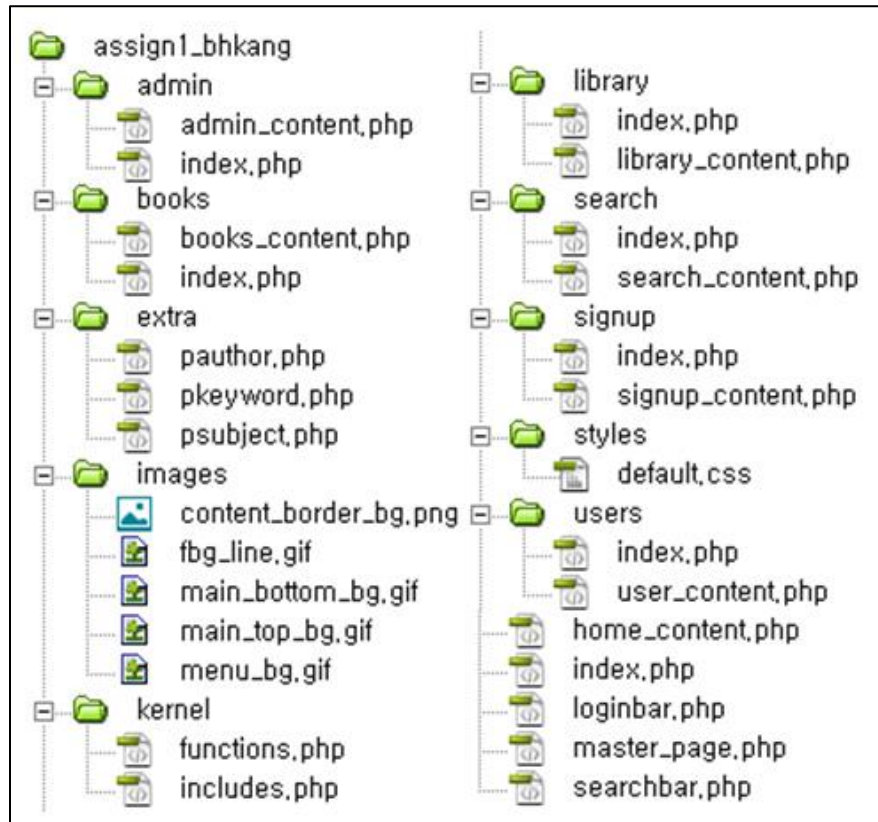 assign1_bhkang
admin
admin_content.php
index.php
books
books_content.php
index.php
extra
pauthor.php
pkeyword.php
psubject.php
images
content_border_bg.png
fbg_line.gif
main_bottom_bg.gif
main_top_bg.gif
menu_bg.gif
kernel
functions.php
includes.php
library
index.php
library_content.php
search
index.php
search_content.php
signup
index.php
signup_content.php
styles
default.css
users
index.php
user_content.php
home_content.php
index.php
loginbar.php
master_page.php
searchbar.php